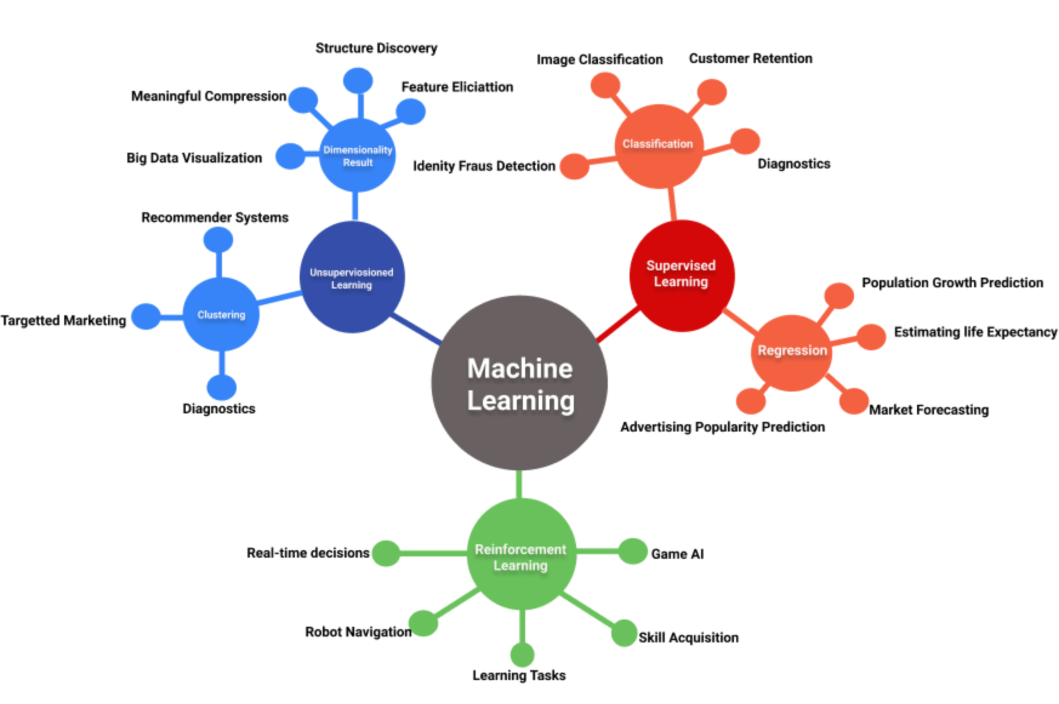 Structure Discovery
Meaningful Compression
Feature Eliciattion
Big Data Visualization
Dimensionality
Result
Recommender Systems
Targetted Marketing
Clustering
Diagnostics
Unsuperviosioned
Learning
Image Classification
Customer Retention
Idenity Fraus Detection
Classification
Diagnostics
Supervised
Learning
Population Growth Prediction
Estimating life Expectancy
Regression
Market Forecasting
Advertising Popularity Prediction
Machine
Learning
Reinforcement
Learning
Real-time decisions
Game AI
Robot Navigation
Skill Acquisition
Learning Tasks